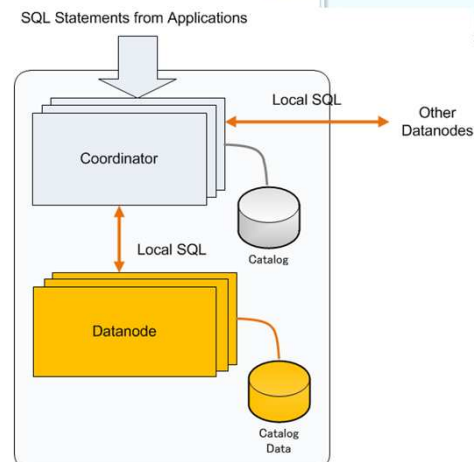 SQL Statements from Applications
Local SQL
Other
Datanodes
Coordinator
Catalog
Local SQL
Datanode
Catalog
Data